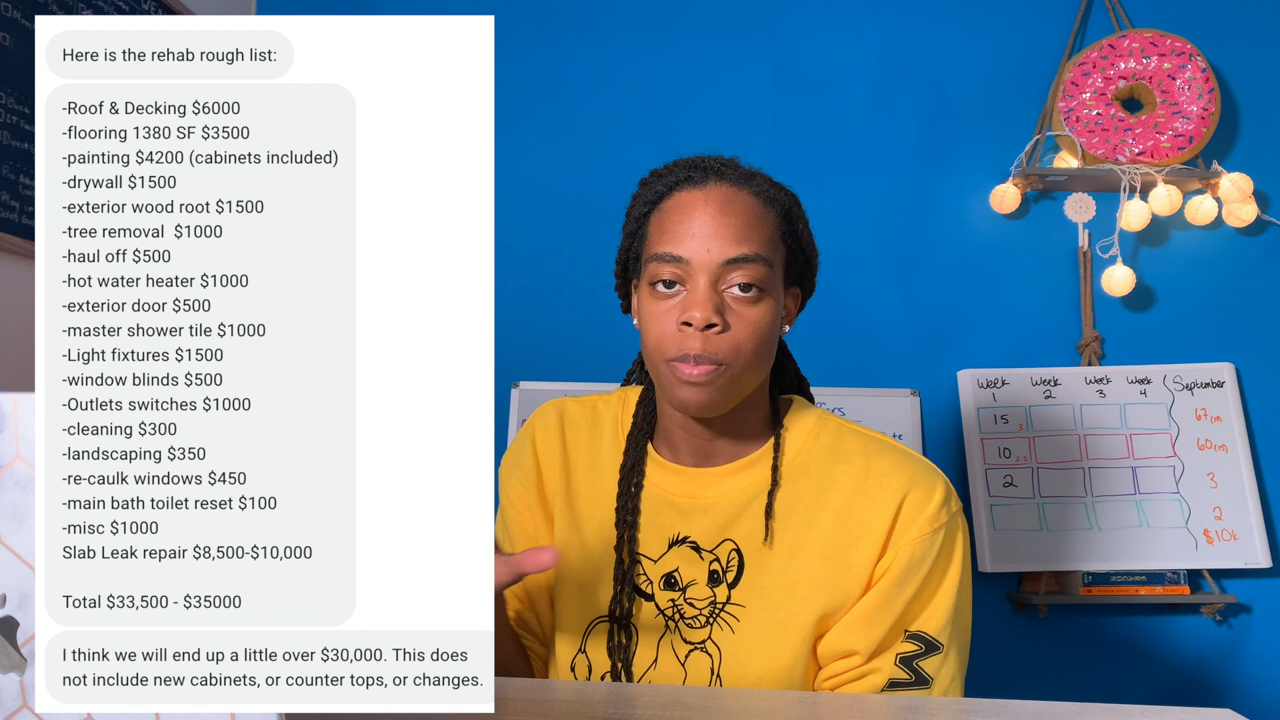 Here is the rehab rough list:
-Roof & Decking $6000
-flooring 1380 SF $3500
-painting $4200 (cabinets included)
-drywall $1500
-exterior wood root $1500
-tree removal  $1000
-haul off $500
-hot water heater $1000
-exterior door $500
-master shower tile $1000
-Light fixtures $1500
-window blinds $500
-Outlets switches $1000
-cleaning $300
-landscaping $350
-re-caulk windows $450
-main bath toilet reset $100
-misc $1000
Slab Leak repair $8,500-$10,000
Total $33,500 - $35000
I think we will end up a little over $30,000. This does
not include new cabinets, or counter tops, or changes.
Week 1 Week 2 Week 3 Week 4 September
15 3 67
10 2.5 60
2 3
2
$10k